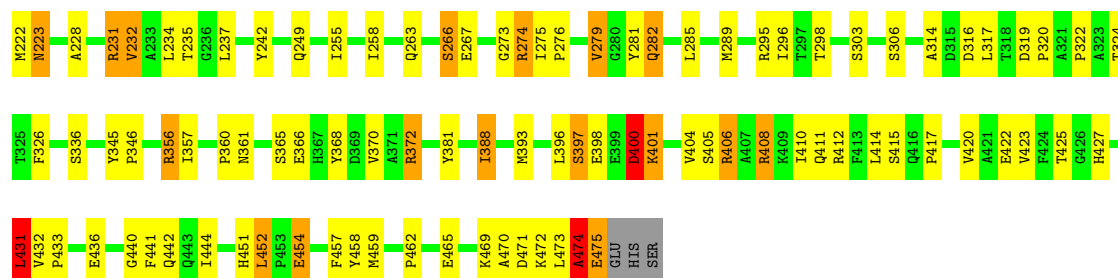 M222 N223 A228 R231 V232 A233 L234 T235 G236 L237 Y242 Q249 I255 I258 Q263 S266 E267 G273 R274 I275 P276 V279 G280 Y281 Q282 L285 M289 R295 I296 T297 T298 S303 S306 A314 D315 D316 L317 T318 D319 P320 A321 P322 A323 T324
T325 F326 S336 Y345 P346 R356 I357 P360 N361 S365 E366 H367 Y368 D369 V370 A371 R372 Y381 I388 M393 L396 S397 E398 E399 D400 K401 V404 S405 R406 A407 R408 K409 I410 Q411 R412 F413 L414 S415 Q416 P417 V420 A421 E422 V423 F424 T425 G426 H427
L431 V432 P433 E436 G440 F441 Q442 Q443 I444 H451 L452 P453 E454 F457 Y458 M459 P462 E465 K469 A470 D471 K472 L473 A474 E475 GLU HIS SER